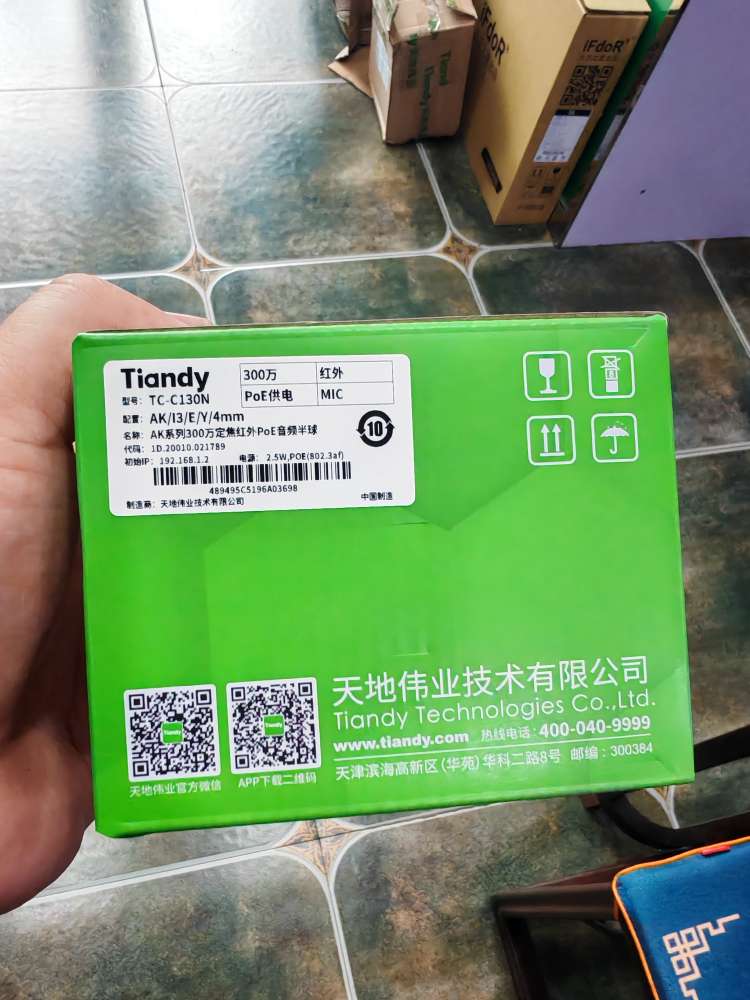 iFdoR
Tiandy
Tiandy
300万
红外
PoE供电
MIC
型号: TC-C130N
配置: AK/I3/E/Y/4mm
名称: AK系列300万定焦红外PoE音频半球
代码: 1D.20010.021789
初始IP: 192.168.1.2 电源: 2.5W,POE(802.3af)
489495C5196A03698
制造商: 天地伟业技术有限公司 中国制造
10
Tiandy
Tiandy
天地伟业官方微信
APP下载二维码
天地伟业技术有限公司
Tiandy Technologies Co.,Ltd.
www.tiandy.com 热线电话: 400-040-9999
天津滨海高新区(华苑)华科二路8号 邮编: 300384